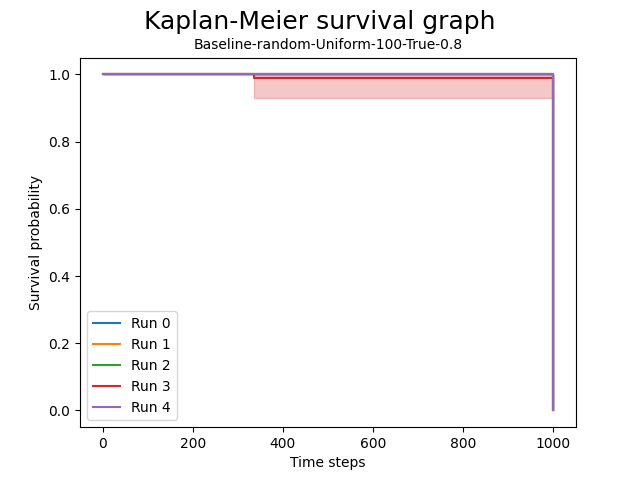 Kaplan-Meier survival graph
Baseline-random-Uniform-100-True-0.8
1.0
0.8
0.6
0.4
0.2
0.0
Survival probability
Run 0
Run 1
Run 2
Run 3
Run 4
0 200 400 600 800 1000
Time steps